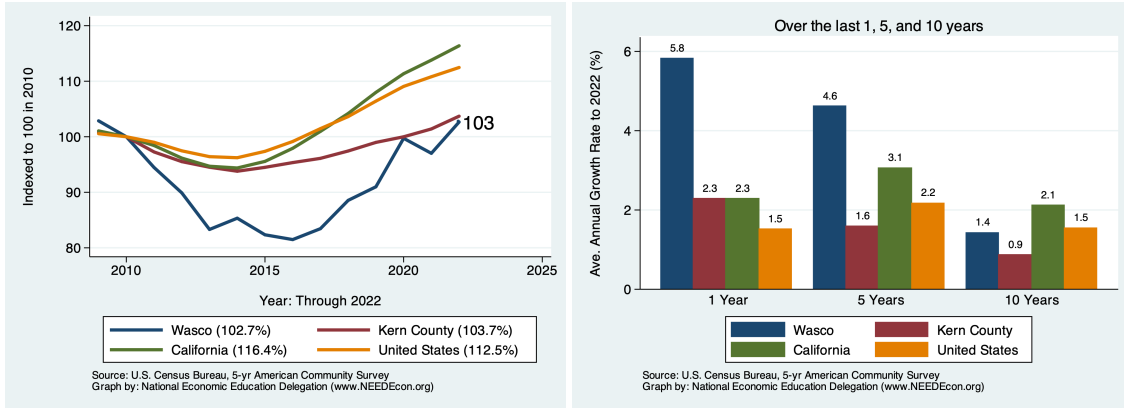 120
110
100
90
80
Indexed to 100 in 2010
103
2010
2015
2020
2025
Year: Through 2022
Wasco (102.7%)
Kern County (103.7%)
California (116.4%)
United States (112.5%)
Source: U.S. Census Bureau, 5-yr American Community Survey
Graph by: National Economic Education Delegation (www.NEEDEcon.org)
Over the last 1, 5, and 10 years
Ave. Annual Growth Rate to 2022 (%)
6
4
2
0
5.8
2.3
2.3
1.5
4.6
1.6
3.1
2.2
1.4
0.9
2.1
1.5
1 Year
5 Years
10 Years
Wasco
Kern County
California
United States
Source: U.S. Census Bureau, 5-yr American Community Survey
Graph by: National Economic Education Delegation (www.NEEDEcon.org)